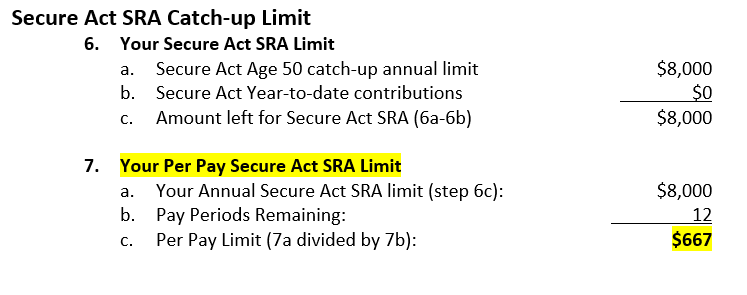 Secure Act SRA Catch-up Limit
6. Your Secure Act SRA Limit
a. Secure Act Age 50 catch-up annual limit $8,000
b. Secure Act Year-to-date contributions $0
c. Amount left for Secure Act SRA (6a-6b) $8,000
7. Your Per Pay Secure Act SRA Limit
a. Your Annual Secure Act SRA limit (step 6c): $8,000
b. Pay Periods Remaining: 12
c. Per Pay Limit (7a divided by 7b): $667